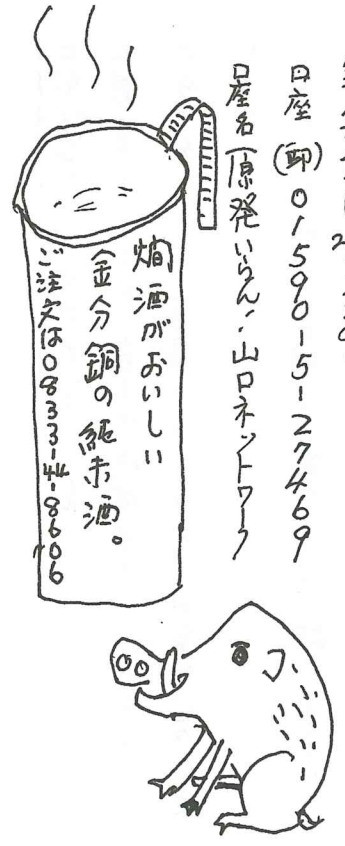 口座(郵)01590-5-27469
口座名「原発いらん!山口ネットワーク」
燗酒がおいしい
金分銅の純米酒。
ご注文は0833-44-8606